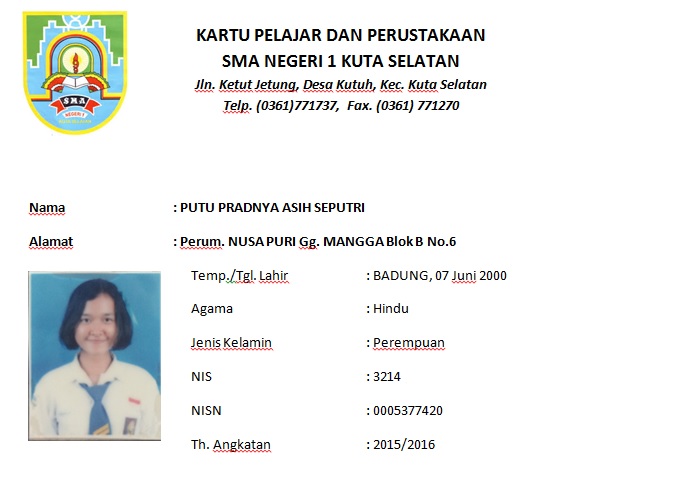 KARTU PELAJAR DAN PERUSTAKAAN
SMA NEGERI 1 KUTA SELATAN
Jln. Ketut Jetung, Desa Kutuh, Kec. Kuta Selatan
Telp. (0361)771737, Fax. (0361) 771270
SMA
NEGERI
Nama : PUTU PRADNYA ASIH SEPUTRI
Alamat : Perum. NUSA PURI Gg. MANGGA Blok B No.6
Temp./Tgl. Lahir : BADUNG, 07 Juni 2000
Agama : Hindu
Jenis Kelamin : Perempuan
NIS : 3214
NISN : 0005377420
Th. Angkatan : 2015/2016